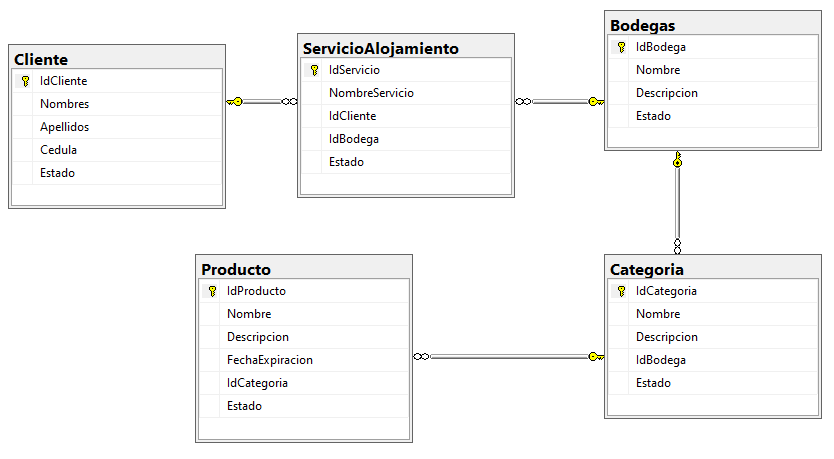 Cliente
IdCliente
Nombres
Apellidos
Cedula
Estado
ServicioAlojamiento
IdServicio
NombreServicio
IdCliente
IdBodega
Estado
Bodegas
IdBodega
Nombre
Descripcion
Estado
Producto
IdProducto
Nombre
Descripcion
FechaExpiracion
IdCategoria
Estado
Categoria
IdCategoria
Nombre
Descripcion
IdBodega
Estado